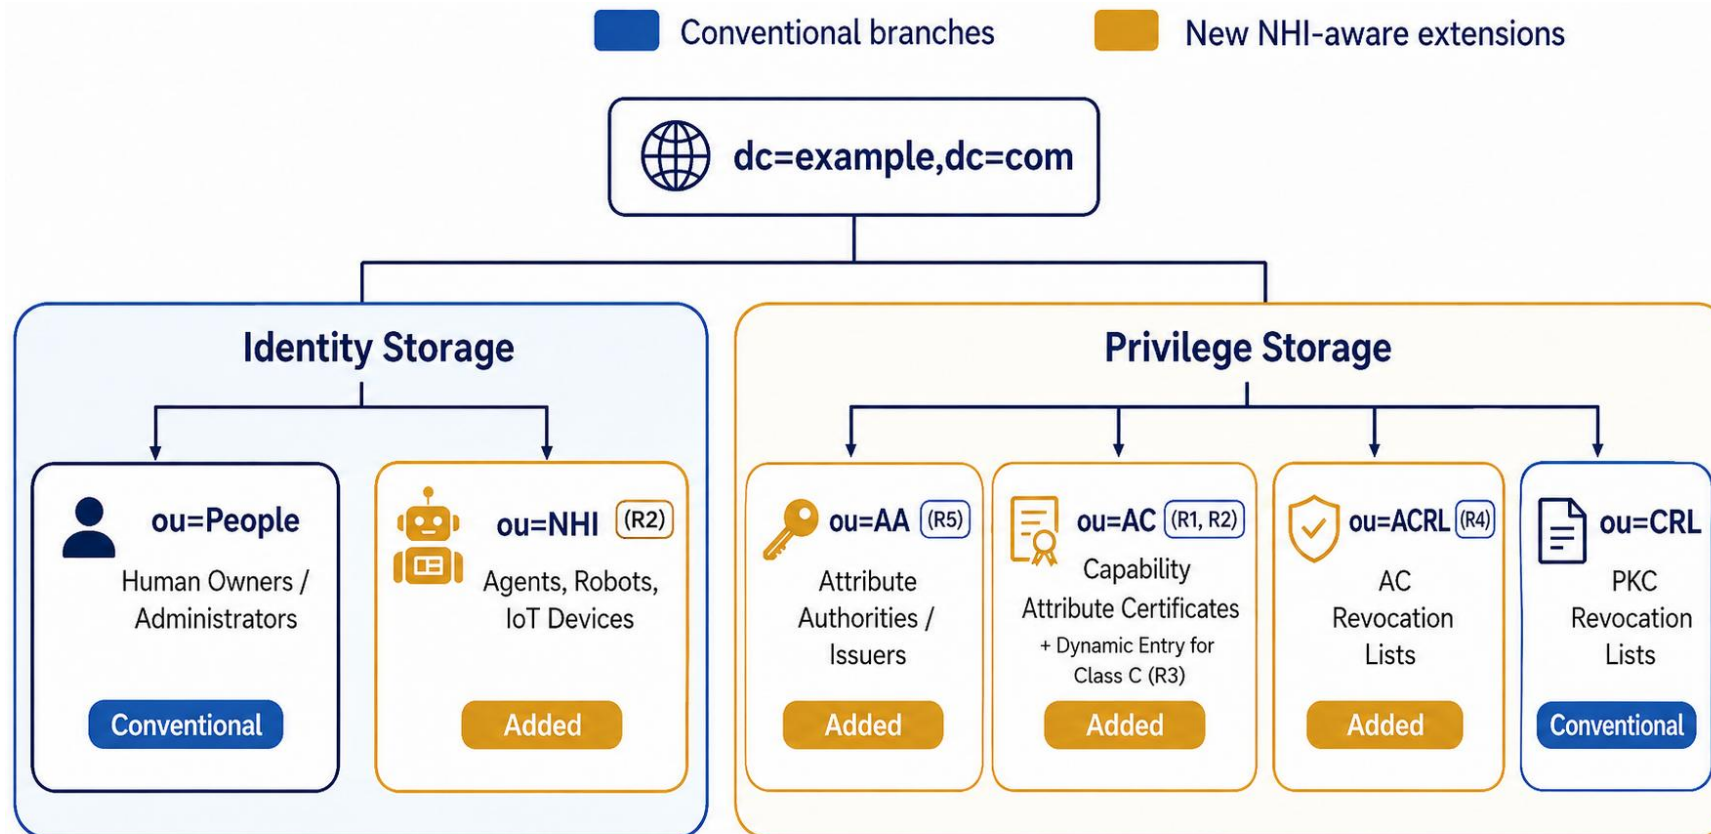 Conventional branches
New NHI-aware extensions
dc=example,dc=com
Identity Storage
Privilege Storage
ou=People
Human Owners /
Administrators
Conventional
ou=NHI (R2)
Agents, Robots,
IoT Devices
Added
ou=AA (R5)
Attribute
Authorities /
Issuers
Added
ou=AC (R1, R2)
Capability
Attribute Certificates
+ Dynamic Entry for
Class C (R3)
Added
ou=ACRL (R4)
AC
Revocation
Lists
Added
ou=CRL
PKC
Revocation
Lists
Conventional